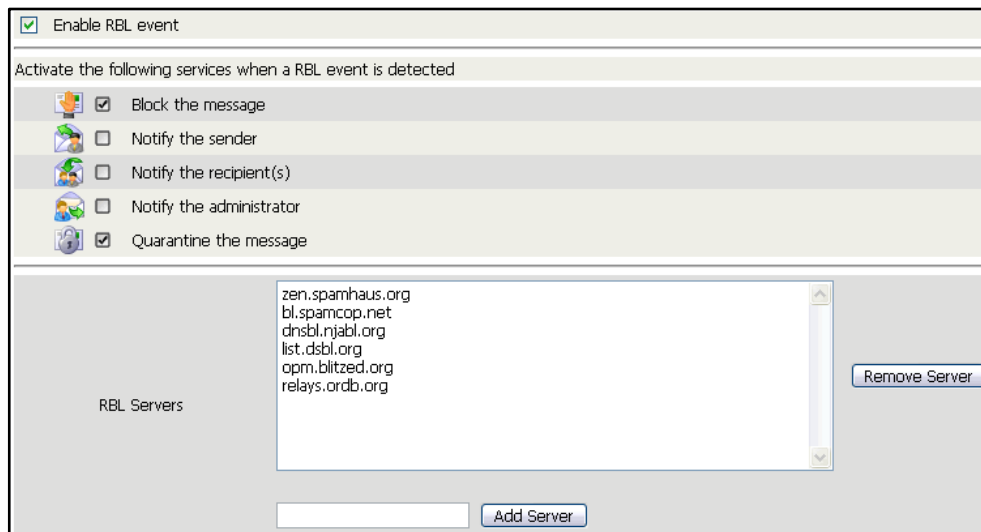 Enable RBL event
Activate the following services when a RBL event is detected
Block the message
Notify the sender
Notify the recipient(s)
Notify the administrator
Quarantine the message
zen.spamhaus.org
bl.spamcop.net
dnsbl.njabl.org
list.dsbl.org
opm.blitzed.org
relays.ordb.org
Remove Server
RBL Servers
Add Server